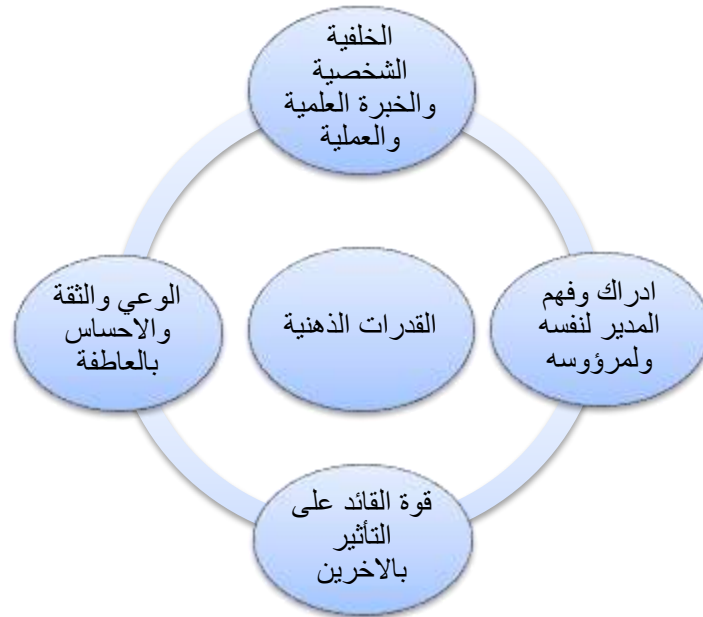 الخلفية
الشخصية
والخبرة العلمية
والعملية
ادراك وفهم
المدير لنفسه
ولمرؤوسه
قوة القائد على
التأثير
بالاخرين
الوعي والثقة
والاحساس
بالعاطفة
القدرات الذهنية